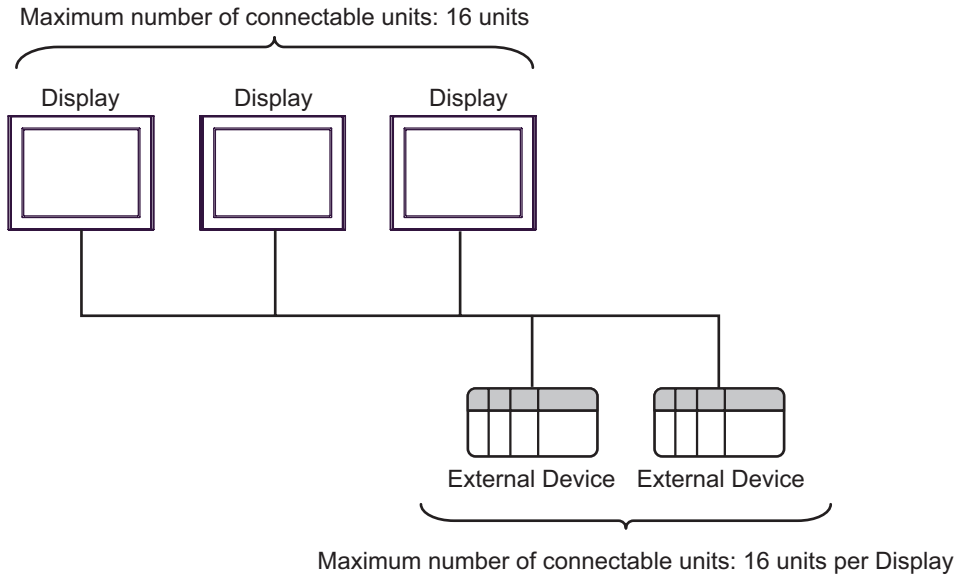 Maximum number of connectable units: 16 units
Display
Display
Display
External Device
External Device
Maximum number of connectable units: 16 units per Display